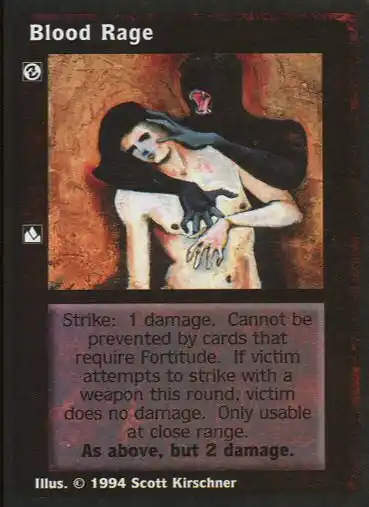 Blood Rage
Strike: 1 damage. Cannot be
prevented by cards that
require Fortitude. If victim
attempts to strike with a
weapon this round, victim
does no damage. Only usable
at close range.
As above, but 2 damage.
Illus. © 1994 Scott Kirschner